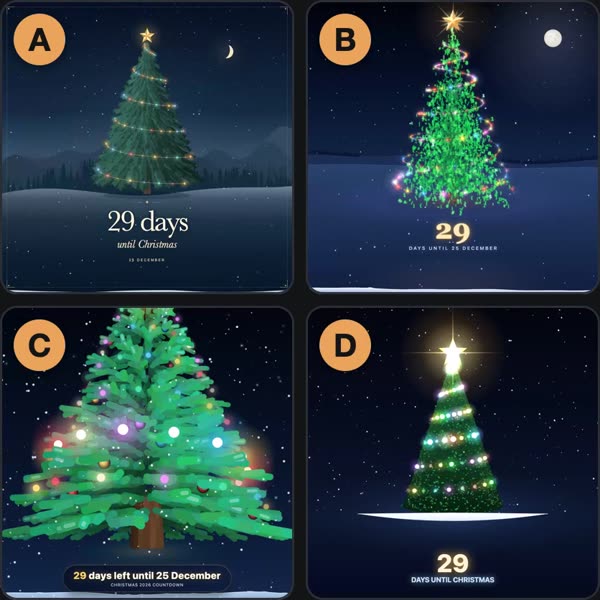 A
29 days
until Christmas
25 DECEMBER
B
29
DAYS UNTIL 25 DECEMBER
C
29 days left until 25 December
CHRISTMAS 2026 COUNTDOWN
D
29
DAYS UNTIL CHRISTMAS